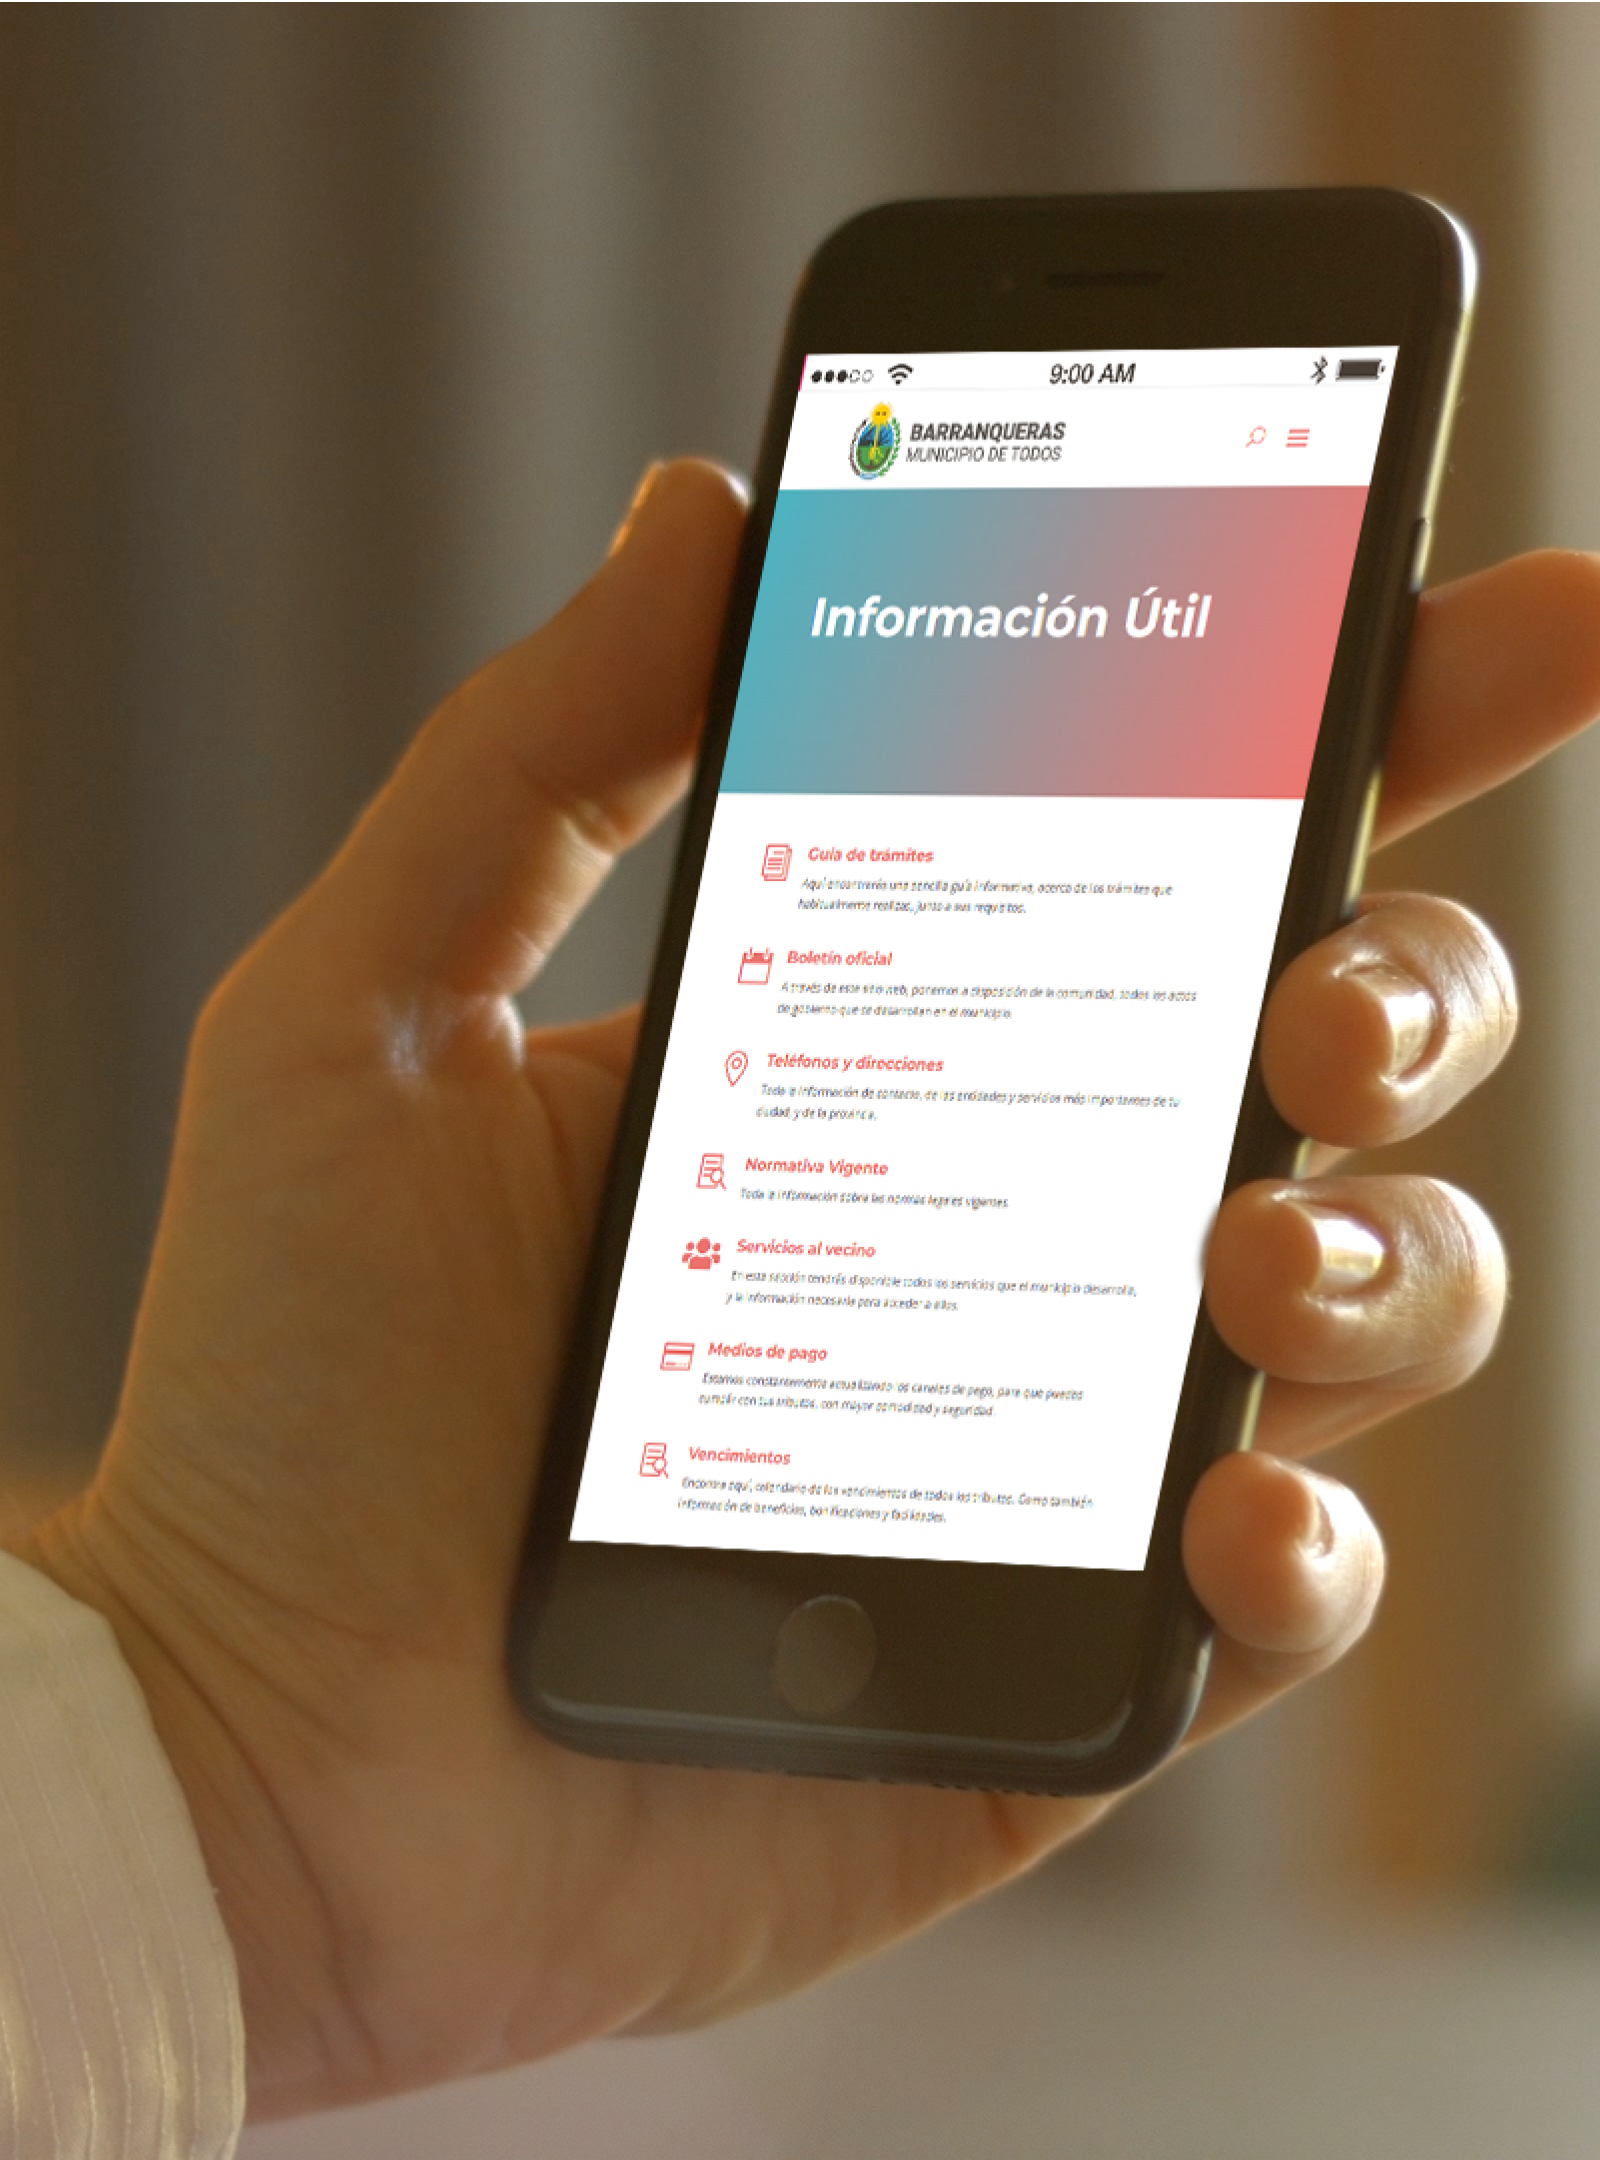 9:00 AM
BARRANQUERAS
MUNICIPIO DE TODOS
Información Útil
Guía de trámites
Aquí encontrarás una sencilla guía informativa, acerca de los trámites que
habitualmente realizas, junto a sus requisitos.
Boletín oficial
A través de este sitio web, ponemos a disposición de la comunidad, todos los actos
de gobierno que se desarrollan en el municipio.
Teléfonos y direcciones
Toda la información de contacto, de las entidades y servicios más importantes de tu
ciudad, y de la provincia.
Normativa Vigente
Toda la información sobre las normas legales vigentes.
Servicios al vecino
En esta sección tendrás disponible todos los servicios que el municipio desarrolla,
y la información necesaria para acceder a ellos.
Medios de pago
Estamos constantemente actualizando los canales de pago, para que puedas
cumplir con tus tributos, con mayor comodidad y seguridad.
Vencimientos
Encontra aquí, calendario de los vencimientos de todos los tributos. Como también
información de beneficios, bonificaciones y facilidades.